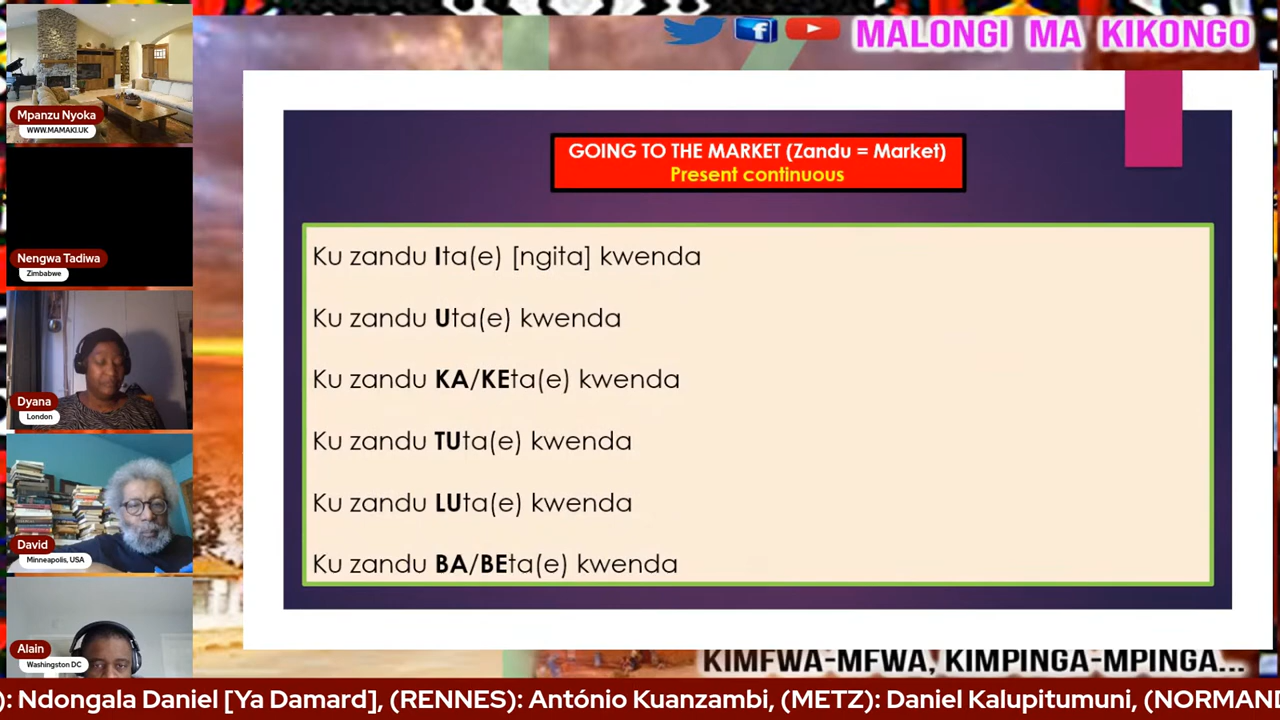 MALONGI MA KIKONGO
Mpanzu Nyoka
WWW.MAMAKI.UK
Nengwa Tadiwa
Zimbabwe
Dyana
London
David
Minneapolis, USA
Alain
Washingston DC
GOING TO THE MARKET (Zandu = Market)
Present continuous
Ku zandu Ita(e) [ngita] kwenda
Ku zandu Uta(e) kwenda
Ku zandu KA/KEta(e) kwenda
Ku zandu TUta(e) kwenda
Ku zandu LUta(e) kwenda
Ku zandu BA/BEta(e) kwenda
KIMFWA-MFWA, KIMPINGA-MPINGA...
): Ndongala Daniel [Ya Damard], (RENNES): António Kuanzambi, (METZ): Daniel Kalupitumuni, (NORMAND